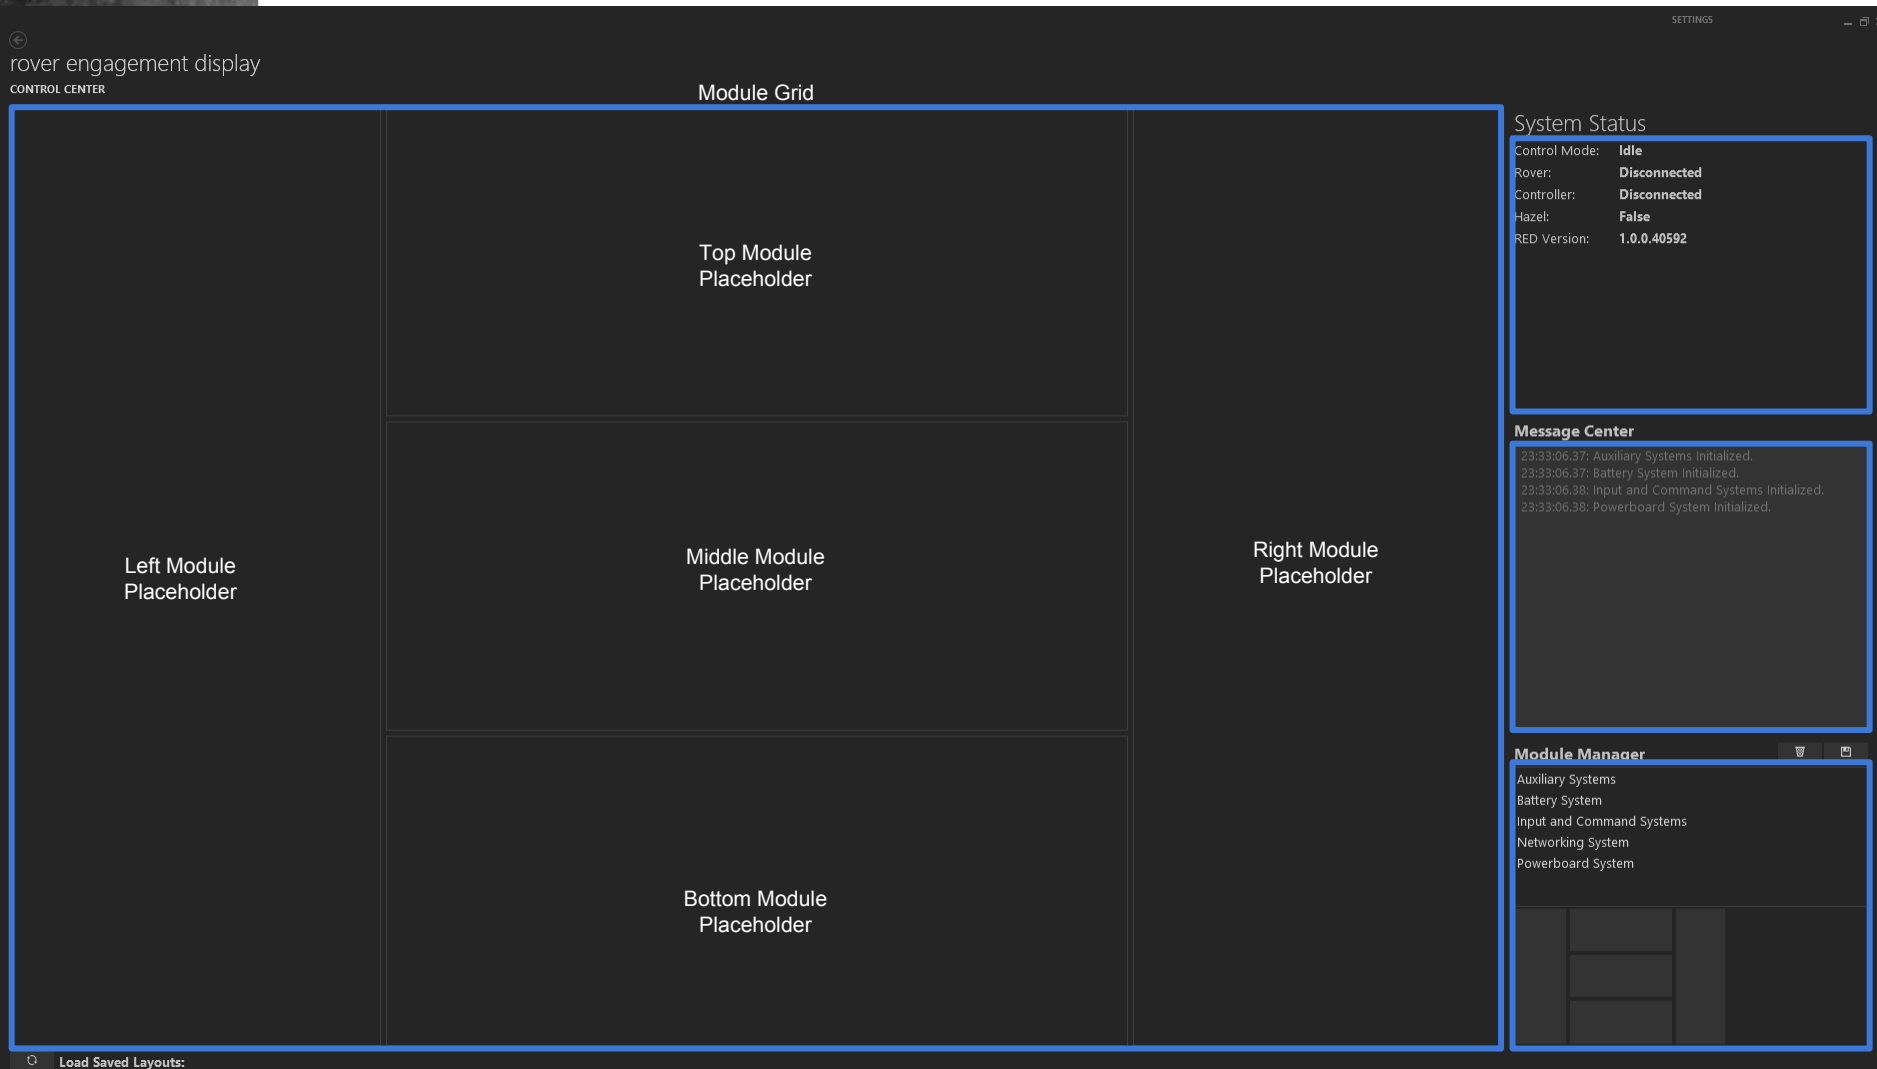 SETTINGS
rover engagement display
CONTROL CENTER
Module Grid
Left Module
Placeholder
Top Module
Placeholder
Middle Module
Placeholder
Bottom Module
Placeholder
Right Module
Placeholder
System Status
Control Mode: Idle
Rover: Disconnected
Controller: Disconnected
Hazel: False
RED Version: 1.0.0.40592
Message Center
23:33:06.37: Auxiliary Systems Initialized.
23:33:06.37: Battery System Initialized.
23:33:06.38: Input and Command Systems Initialized.
23:33:06.38: Powerboard System Initialized.
Module Manager
Auxiliary Systems
Battery System
Input and Command Systems
Networking System
Powerboard System
Load Saved Layouts: